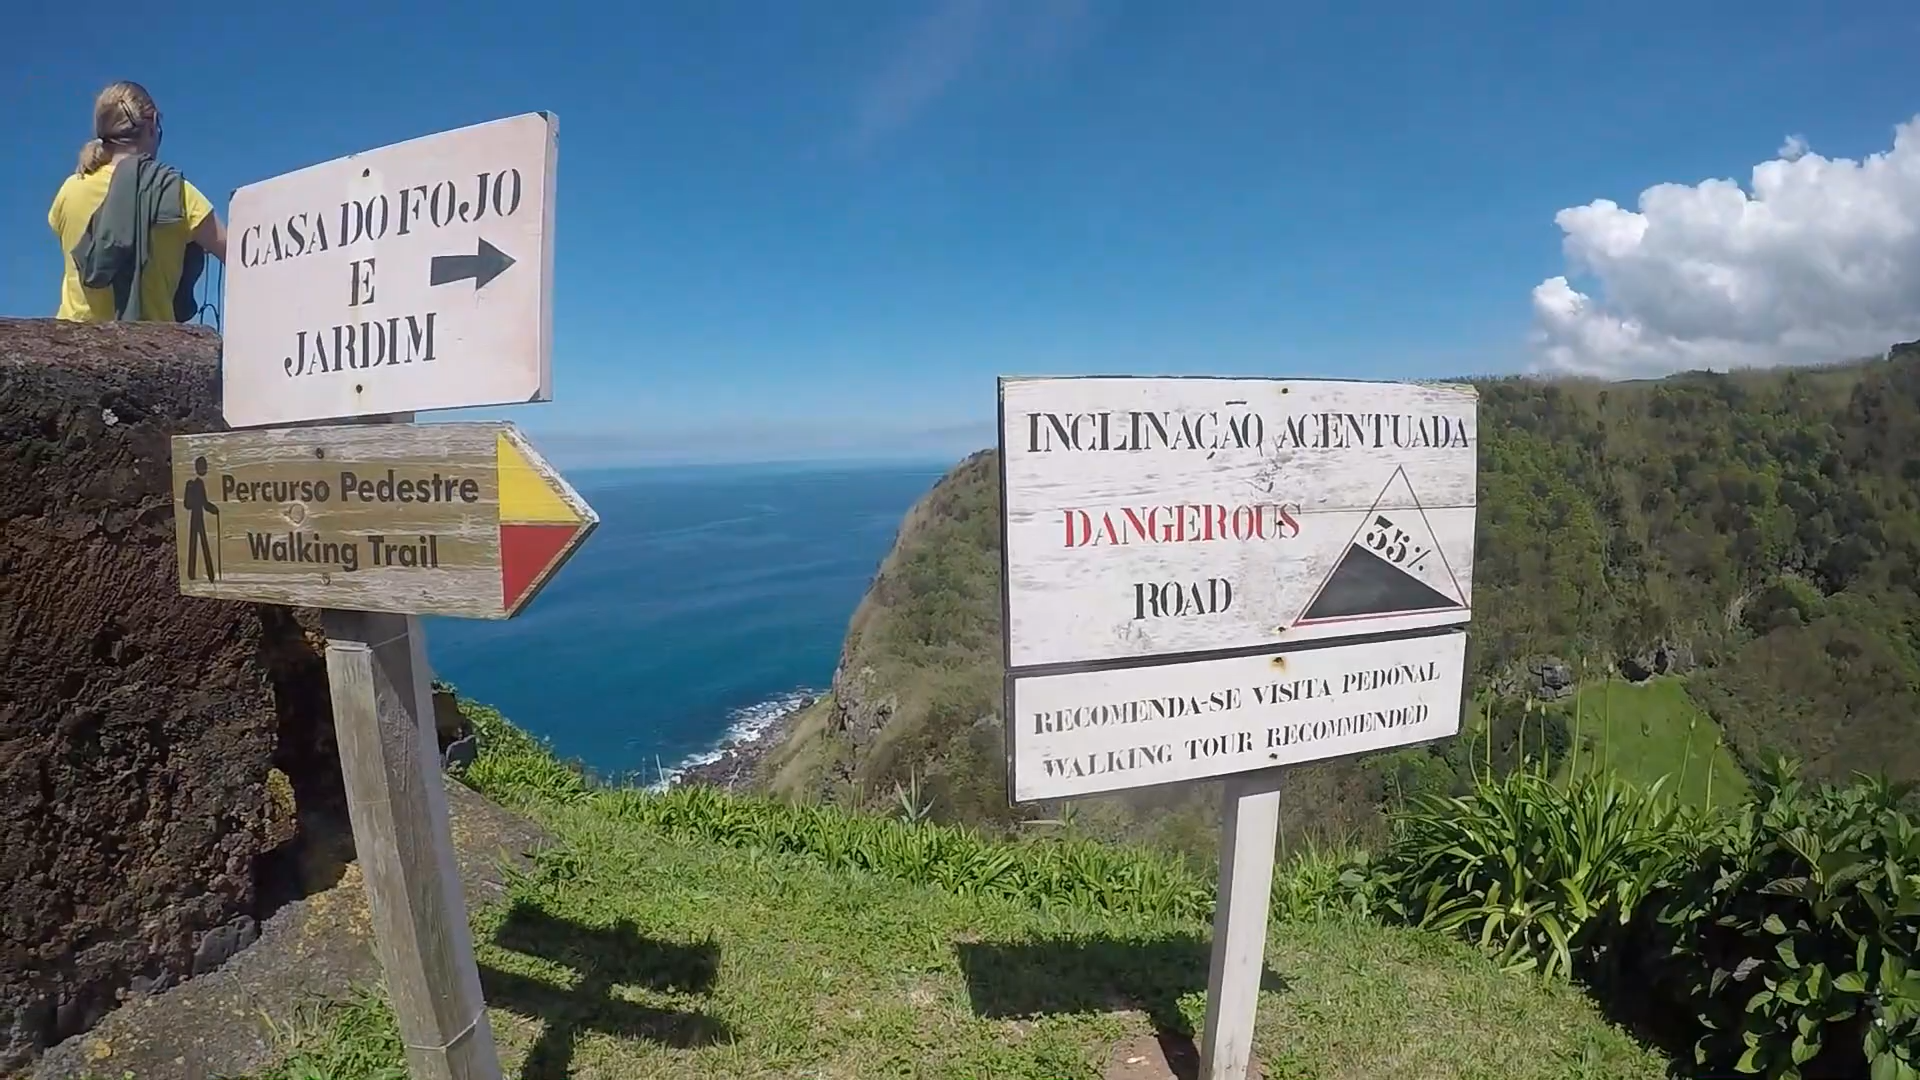 CASA DO FOJO
E
JARDIM
Percurso Pedestre
Walking Trail
INCLINAÇÃO ACENTUADA
DANGEROUS
ROAD
35%
RECOMENDA-SE VISITA PEDONAL
WALKING TOUR RECOMMENDED